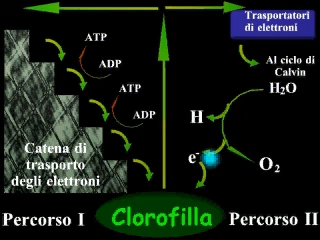 Trasportatori
di elettroni
ATP
ADP
Al ciclo di
Calvin
H2O
ATP
ADP
H
Catena di
trasporto
degli elettroni
e-
O2
Percorso I
Clorofilla
Percorso II